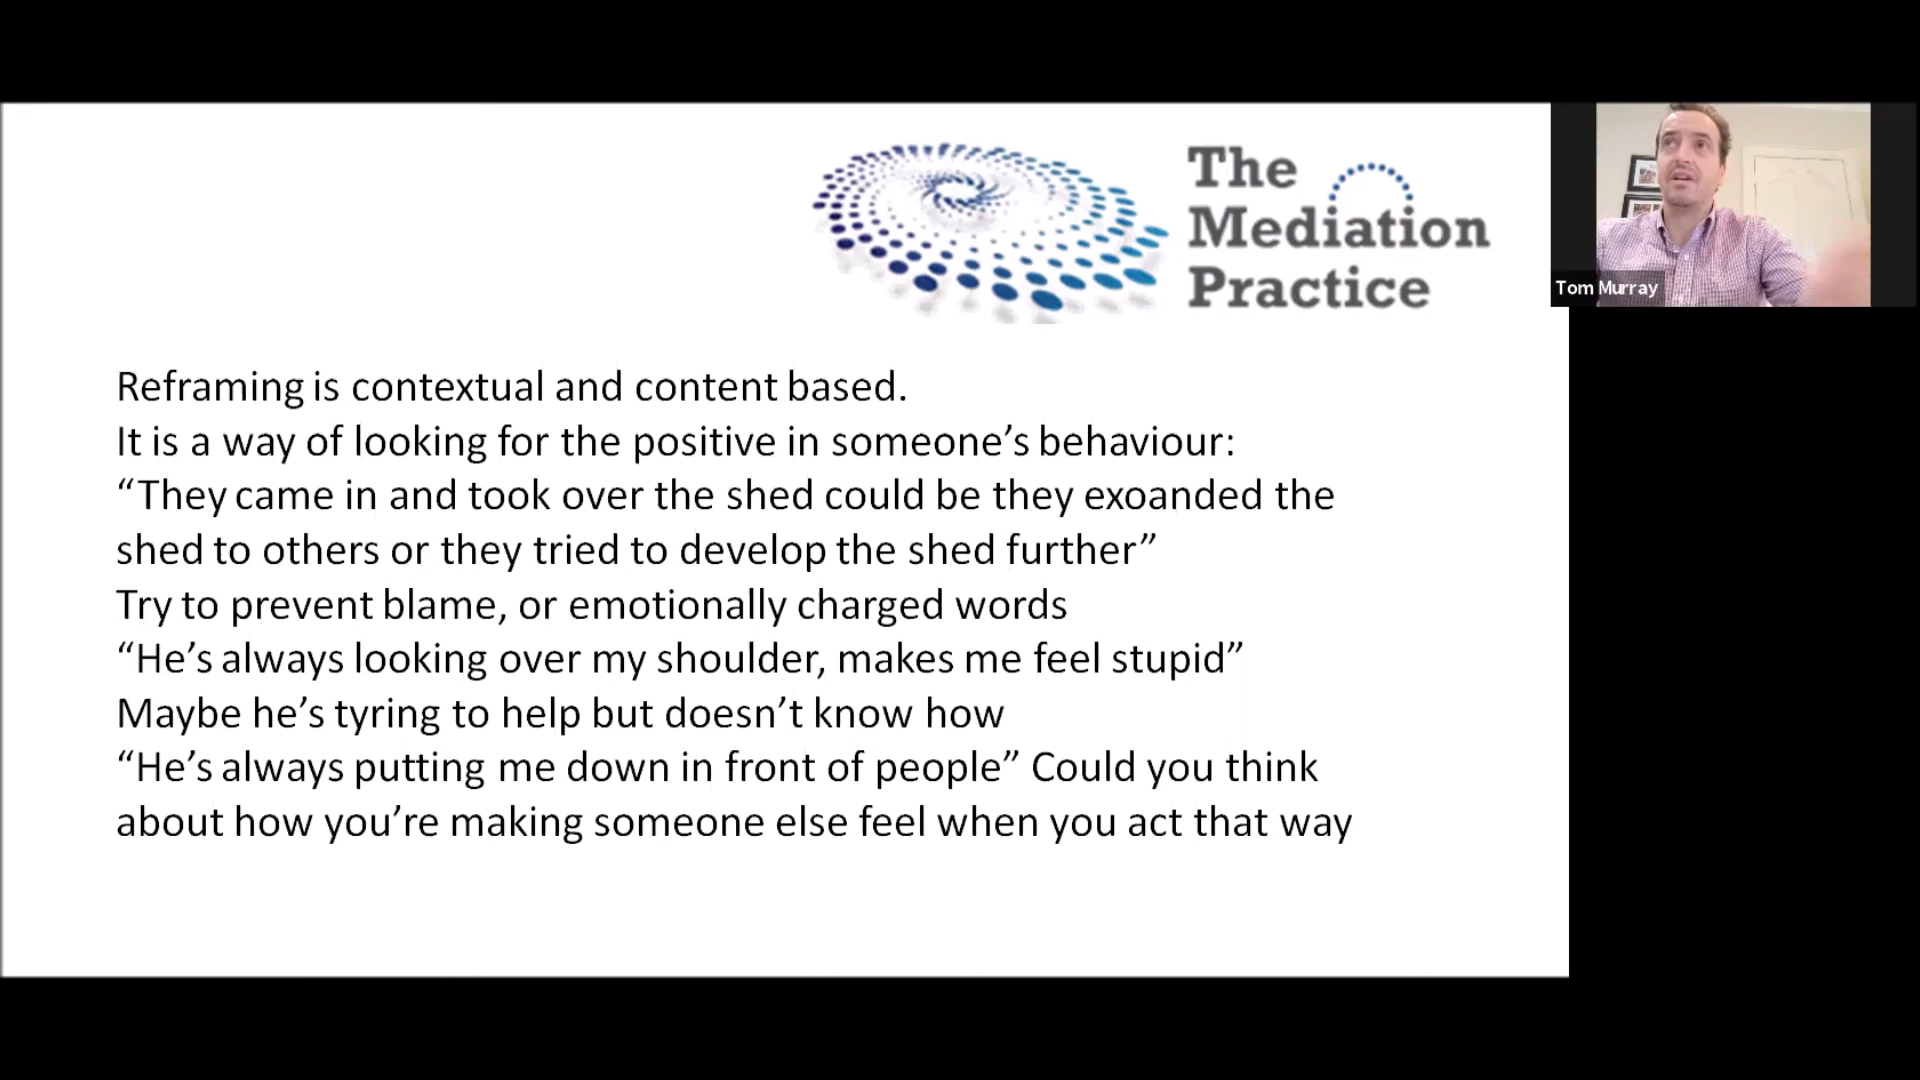 The
Mediation
Practice
Tom Murray
Reframing is contextual and content based.
It is a way of looking for the positive in someone’s behaviour:
“They came in and took over the shed could be they exoanded the
shed to others or they tried to develop the shed further”
Try to prevent blame, or emotionally charged words
“He’s always looking over my shoulder, makes me feel stupid”
Maybe he’s tyring to help but doesn’t know how
“He’s always putting me down in front of people” Could you think
about how you’re making someone else feel when you act that way